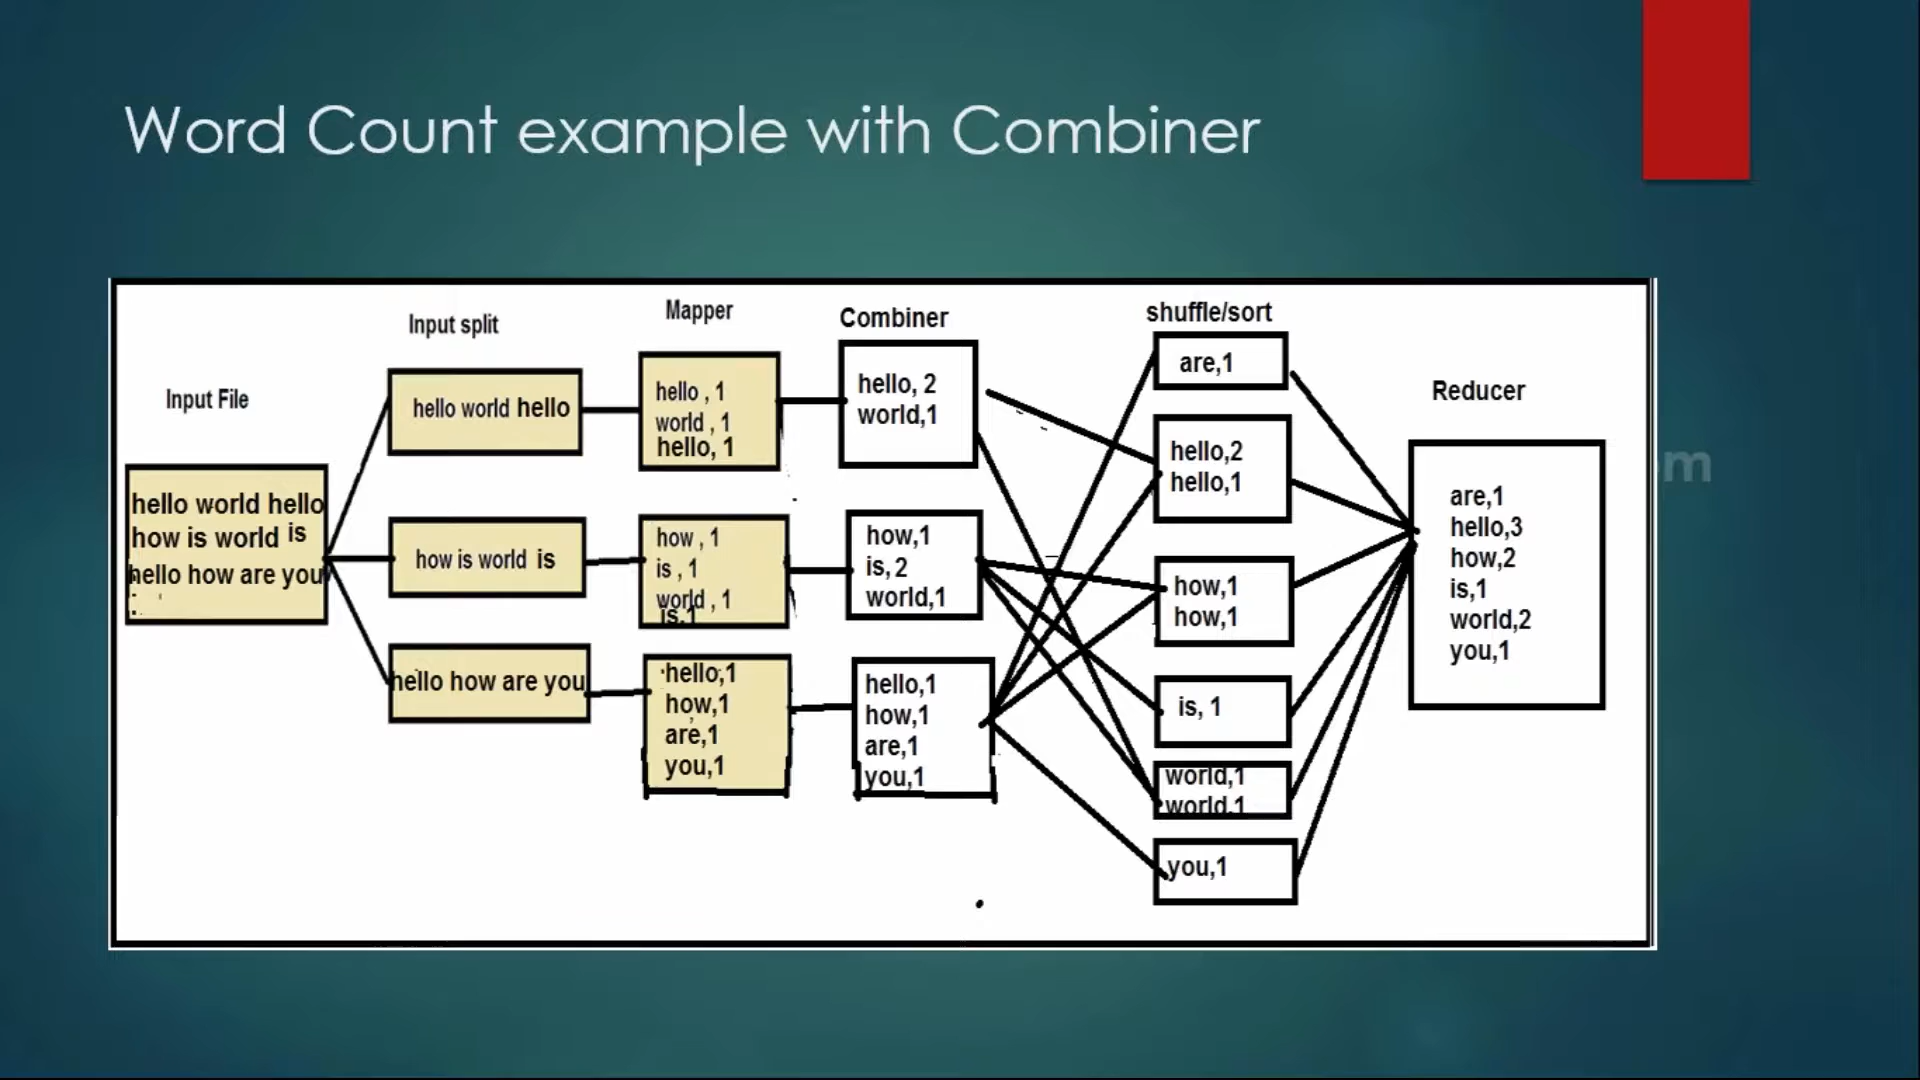 Word Count example with Combiner
Input File
hello world hello
how is world is
hello how are you
Input split
hello world hello
how is world is
hello how are you
Mapper
hello , 1
world , 1
hello, 1
how , 1
is , 1
world , 1
is,1
hello,1
how,1
are,1
you,1
Combiner
hello, 2
world,1
how,1
is, 2
world,1
hello,1
how,1
are,1
you,1
shuffle/sort
are,1
hello,2
hello,1
how,1
how,1
is, 1
world,1
world,1
you,1
Reducer
are,1
hello,3
how,2
is,1
world,2
you,1